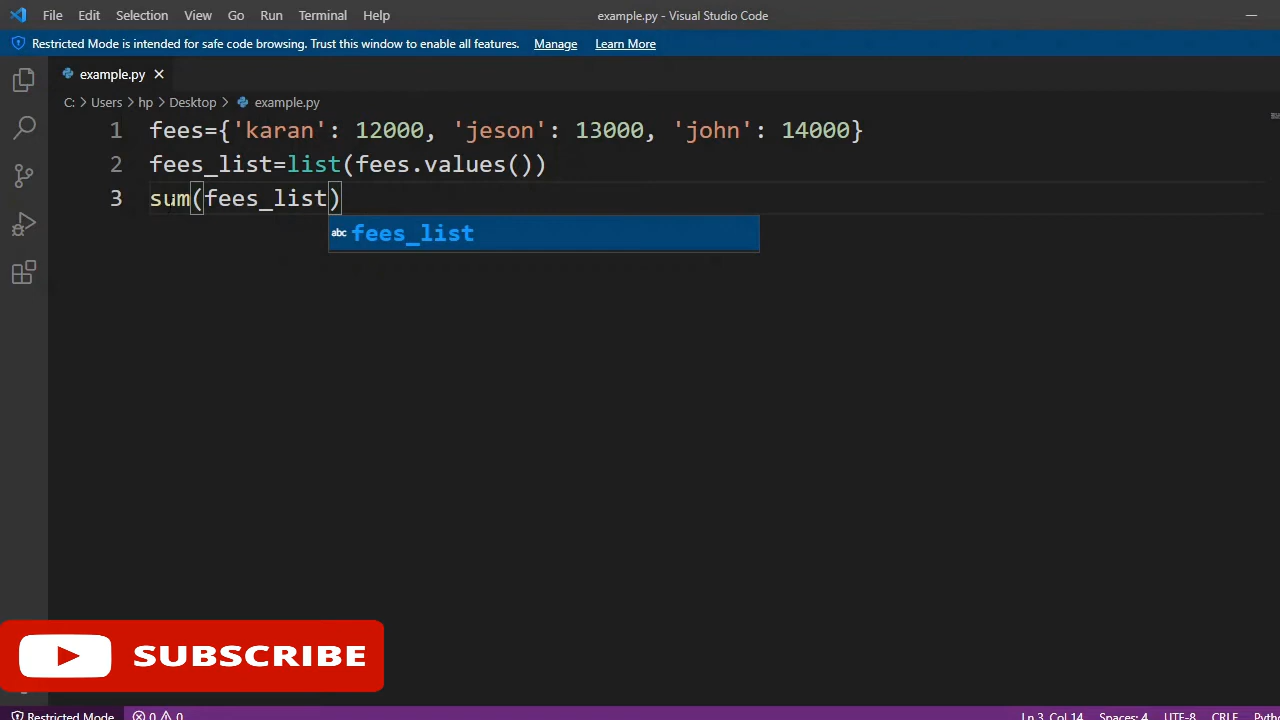 File Edit Selection View Go Run Terminal Help example.py - Visual Studio Code
Restricted Mode is intended for safe code browsing. Trust this window to enable all features. Manage Learn More
example.py
C: > Users > hp > Desktop > example.py
1 fees={'karan': 12000, 'jeson': 13000, 'john': 14000}
2 fees_list=list(fees.values())
3 sum(fees_list)
abc fees_list
SUBSCRIBE
Restricted Mode 0 0 Ln 3, Col 14 Spaces: 4 UTF-8 CRLF